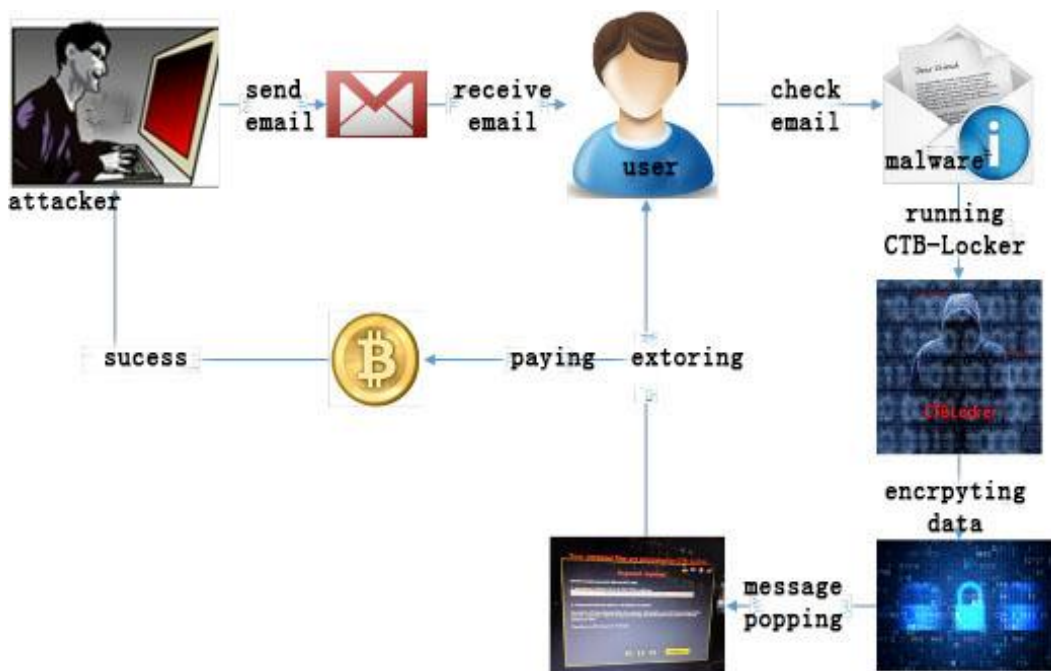 send
email
receive
email
check
email
user
malware
attacker
running
CTB-Locker
sucess
paying
extoring
CTBLocker
encrpyting
data
message
popping